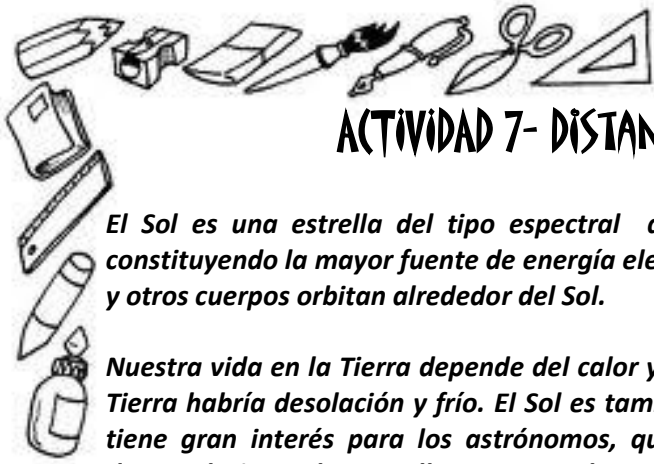 ACTIVIDAD 7- DISTAN
El Sol es una estrella del tipo espectral
constituyendo la mayor fuente de energía ele
y otros cuerpos orbitan alrededor del Sol.
Nuestra vida en la Tierra depende del calor y
Tierra habría desolación y frío. El Sol es tam
tiene gran interés para los astrónomos, qu